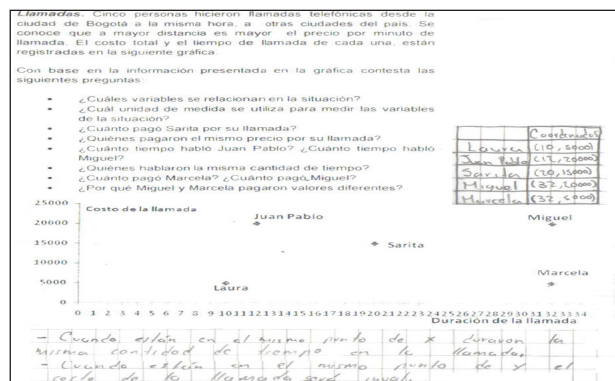 Llamadas. Cinco personas hicieron llamadas telefónicas desde la
ciudad de Bogotá a la misma hora, a otras ciudades del país. Se
conoce que a mayor distancia es mayor el precio por minuto de
llamada. El costo total y el tiempo de llamada de cada una, están
registradas en la siguiente gráfica.
Con base en la información presentada en la gráfica contesta las
siguientes preguntas:
• ¿Cuáles variables se relacionan en la situación?
• ¿Cuál unidad de medida se utiliza para medir las variables
de la situación?
• ¿Cuánto pagó Sarita por su llamada?
• ¿Quiénes pagaron el mismo precio por su llamada?
• ¿Cuánto tiempo habló Juan Pablo? ¿Cuánto tiempo habló
Miguel?
• ¿Quiénes hablaron la misma cantidad de tiempo?
• ¿Cuánto pagó Marcela? ¿Cuánto pagó Miguel?
• ¿Por qué Miguel y Marcela pagaron valores diferentes?
Coordenadas
Laura (10, 5000)
Juan Pablo (12, 20000)
Sarita (20, 15000)
Miguel (32, 20000)
Marcela (32, 5000)
25000 Costo de la llamada
20000
15000
10000
5000
0
Juan Pablo
Miguel
Sarita
Marcela
Laura
0 1 2 3 4 5 6 7 8 9 10 11 12 13 14 15 16 17 18 19 20 21 22 23 24 25 26 27 28 29 30 31 32 33 34
Duración de la llamada
- Cuando están en el mismo punto de x duraron la
misma cantidad de tiempo en la llamada.
- Cuando están en el mismo punto de y el
costo de la llamada será igual.